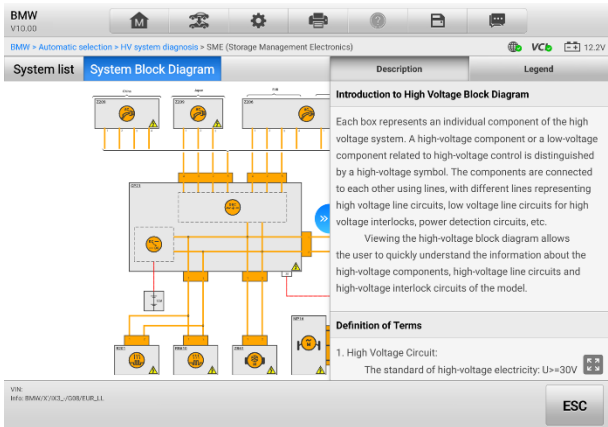 BMW
V10.00
BMW > Automatic selection > HV system diagnosis > SME (Storage Management Electronics)
VCI
12.2V
System list
System Block Diagram
Description
Legend
Introduction to High Voltage Block Diagram
Each box represents an individual component of the high
voltage system. A high-voltage component or a low-voltage
component related to high-voltage control is distinguished
by a high-voltage symbol. The components are connected
to each other using lines, with different lines representing
high voltage line circuits, low voltage line circuits for high
voltage interlocks, power detection circuits, etc.
Viewing the high-voltage block diagram allows
the user to quickly understand the information about the
high-voltage components, high-voltage line circuits and
high-voltage interlock circuits of the model.
Definition of Terms
1. High Voltage Circuit:
The standard of high-voltage electricity: U>=30V
VIN:
Info: BMW/X'/iX3_-/G08/EUR_LL
ESC